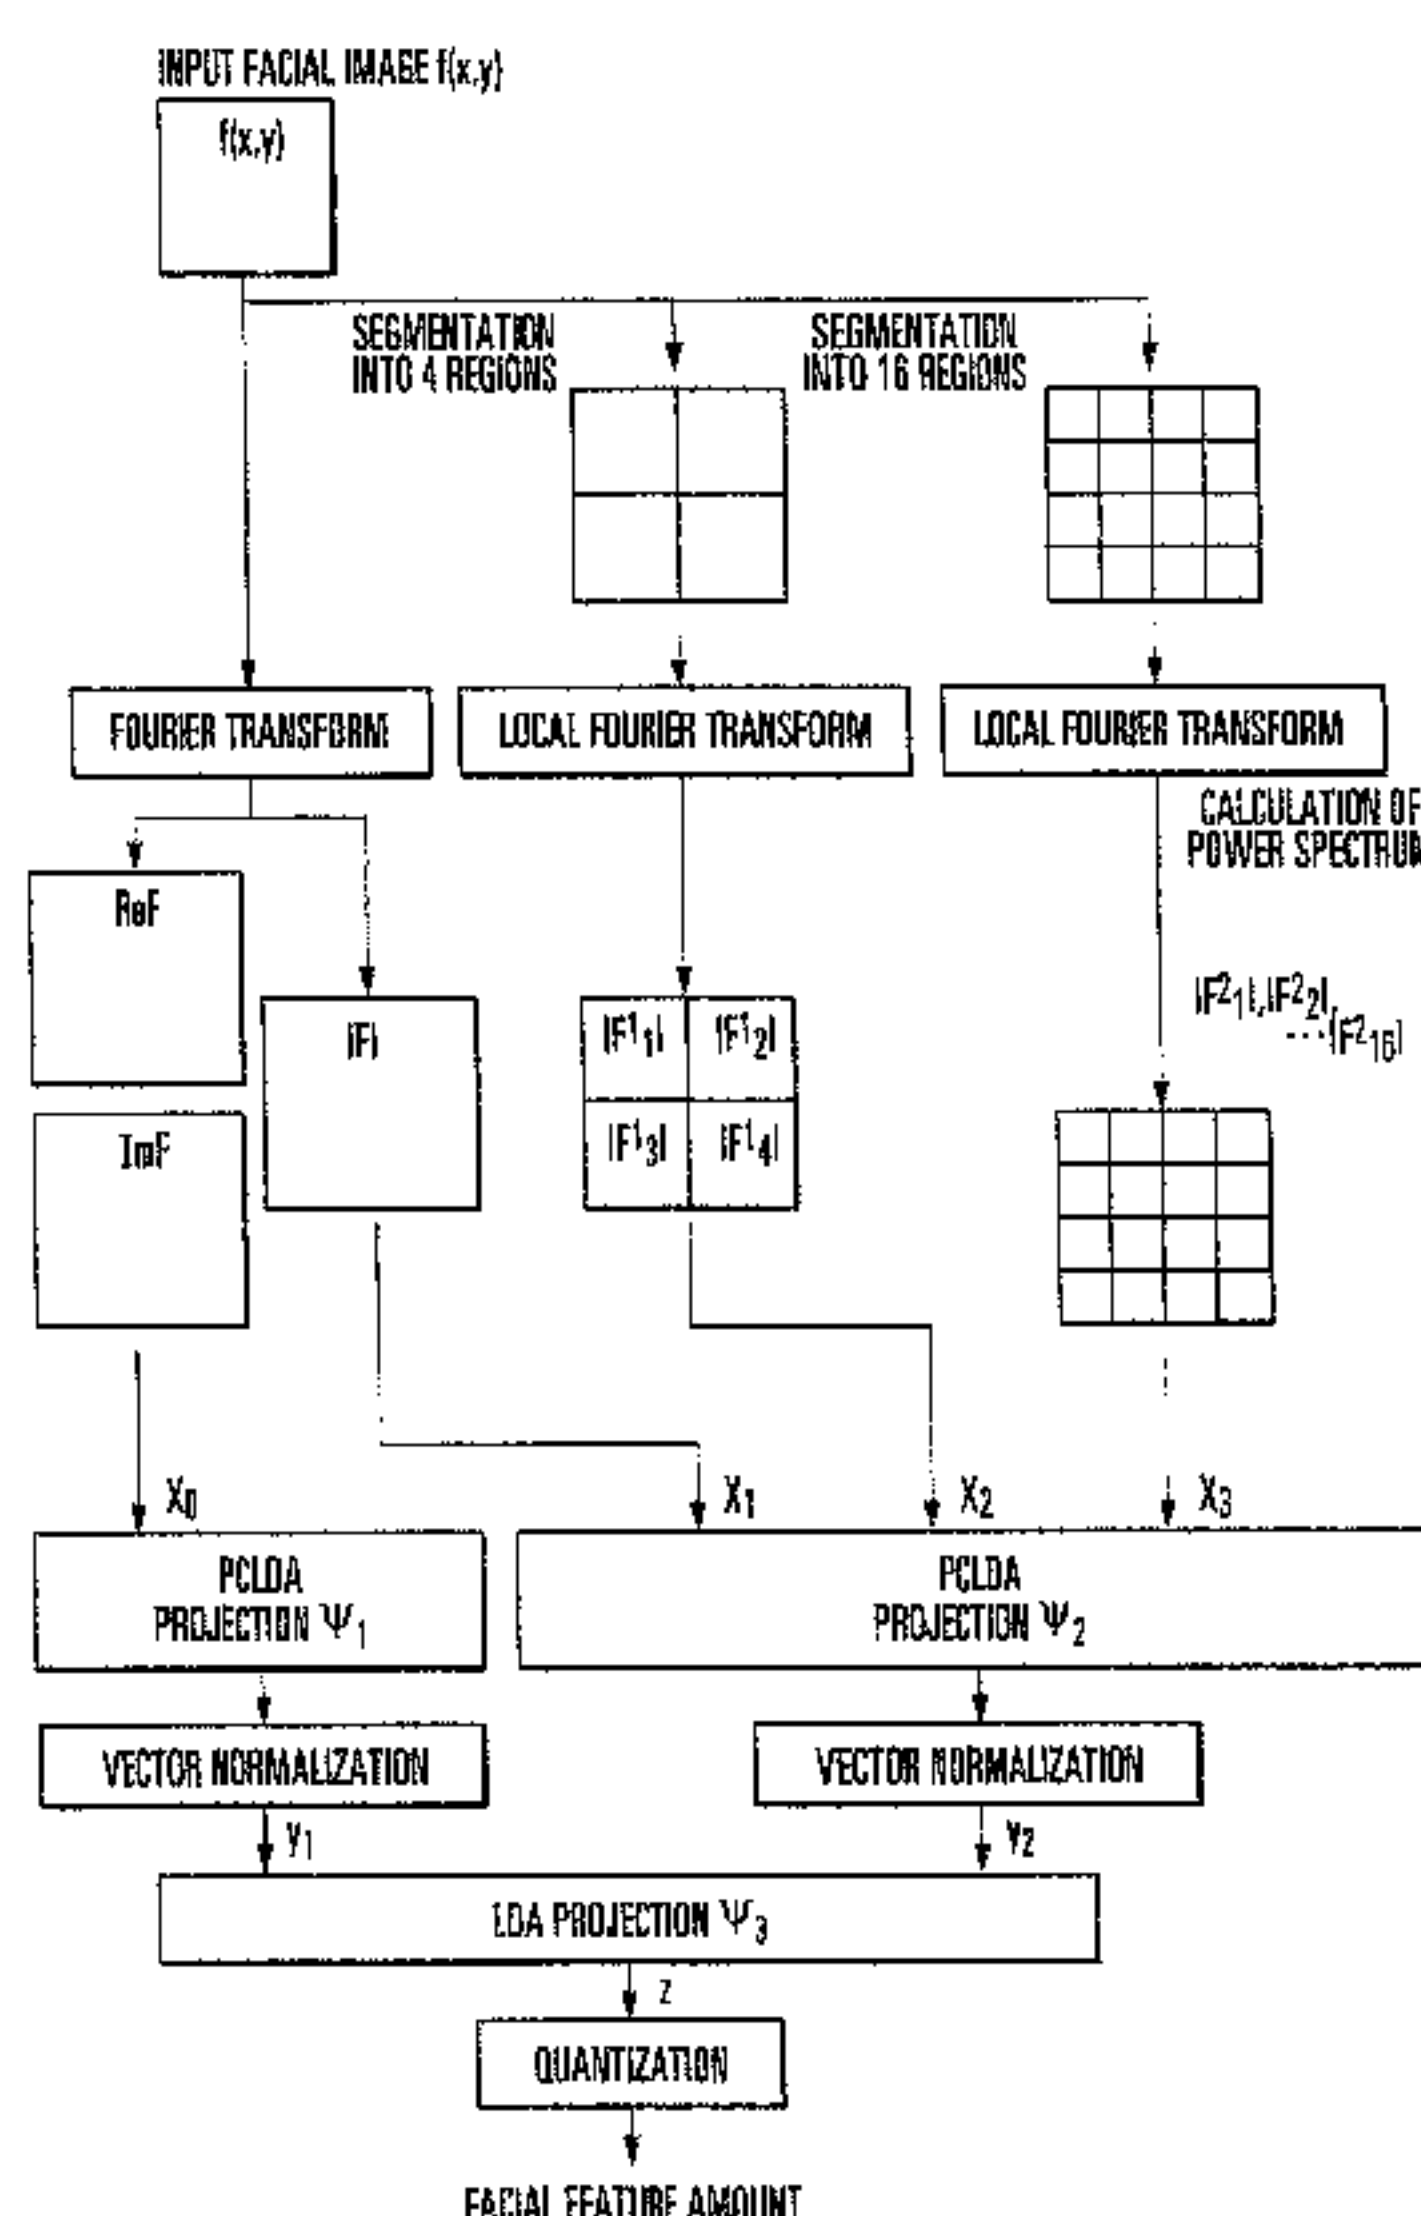 INPUT FACIAL IMAGE f(x,y)
f(x,y)
SEGMENTATION
INTO 4 REGIONS
SEGMENTATION
INTO 16 REGIONS
FOURIER TRANSFORM
LOCAL FOURIER TRANSFORM
LOCAL FOURIER TRANSFORM
CALCULATION OF
POWER SPECTRUM
ReF
|F|
ImF
|F¹₁| |F¹₂|
|F¹₃| |F¹₄|
|F²₁|,|F²₂|,
···|F²₁₆|
X₀
X₁
X₂
X₃
PCLDA
PROJECTION Ψ₁
PCLDA
PROJECTION Ψ₂
VECTOR NORMALIZATION
VECTOR NORMALIZATION
y₁
y₂
LDA PROJECTION Ψ₃
z
QUANTIZATION
FACIAL FEATURE AMOUNT